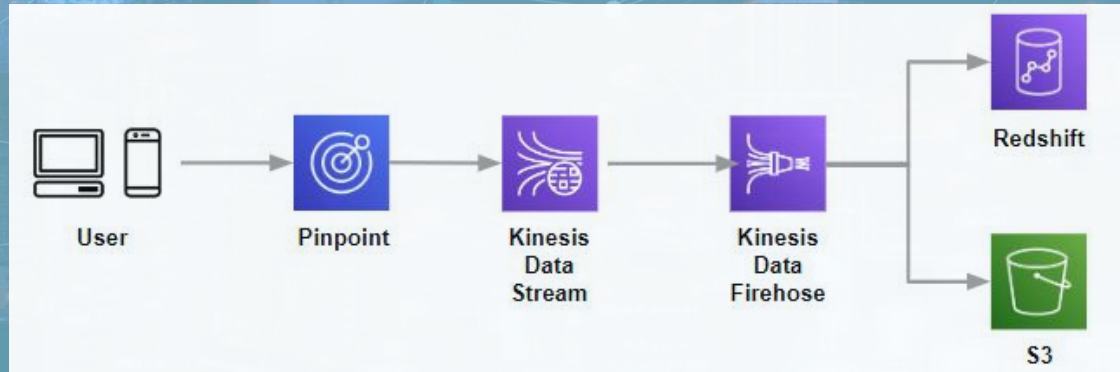 Redshift
User
Pinpoint
Kinesis
Data
Stream
Kinesis
Data
Firehose
S3